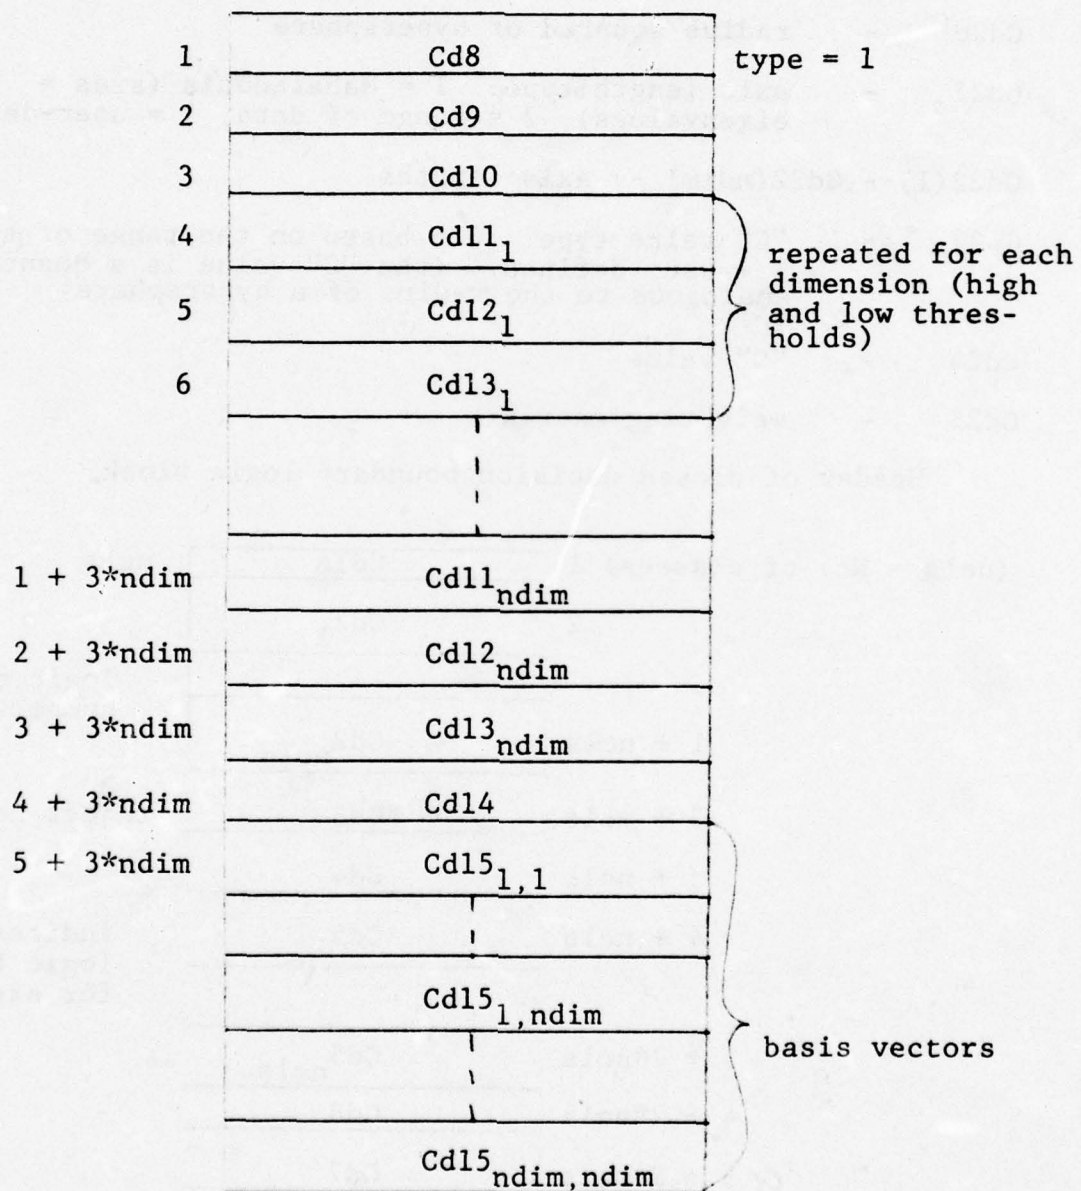 1 Cd8 type = 1
2 Cd9
3 Cd10
4 Cd11₁
repeated for each
dimension (high
and low thres-
holds)
5 Cd12₁
6 Cd13₁
1 + 3*ndim Cd11ndim
2 + 3*ndim Cd12ndim
3 + 3*ndim Cd13ndim
4 + 3*ndim Cd14
5 + 3*ndim Cd15₁,₁
Cd15₁,ndim
basis vectors
Cd15ndim,ndim